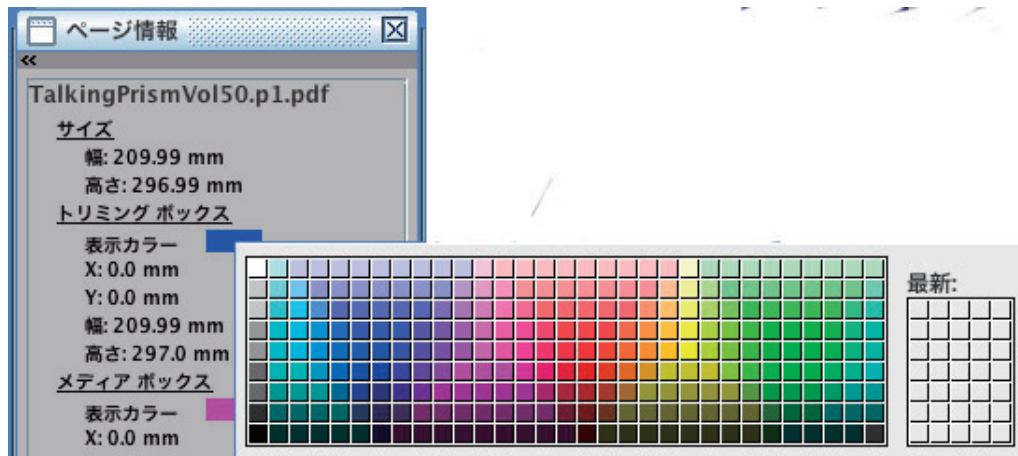 ページ情報
«
TalkingPrismVol50.p1.pdf
サイズ
幅: 209.99 mm
高さ: 296.99 mm
トリミング ボックス
表示カラー
X: 0.0 mm
Y: 0.0 mm
幅: 209.99 mm
高さ: 297.0 mm
メディア ボックス
表示カラー
X: 0.0 mm
最新: